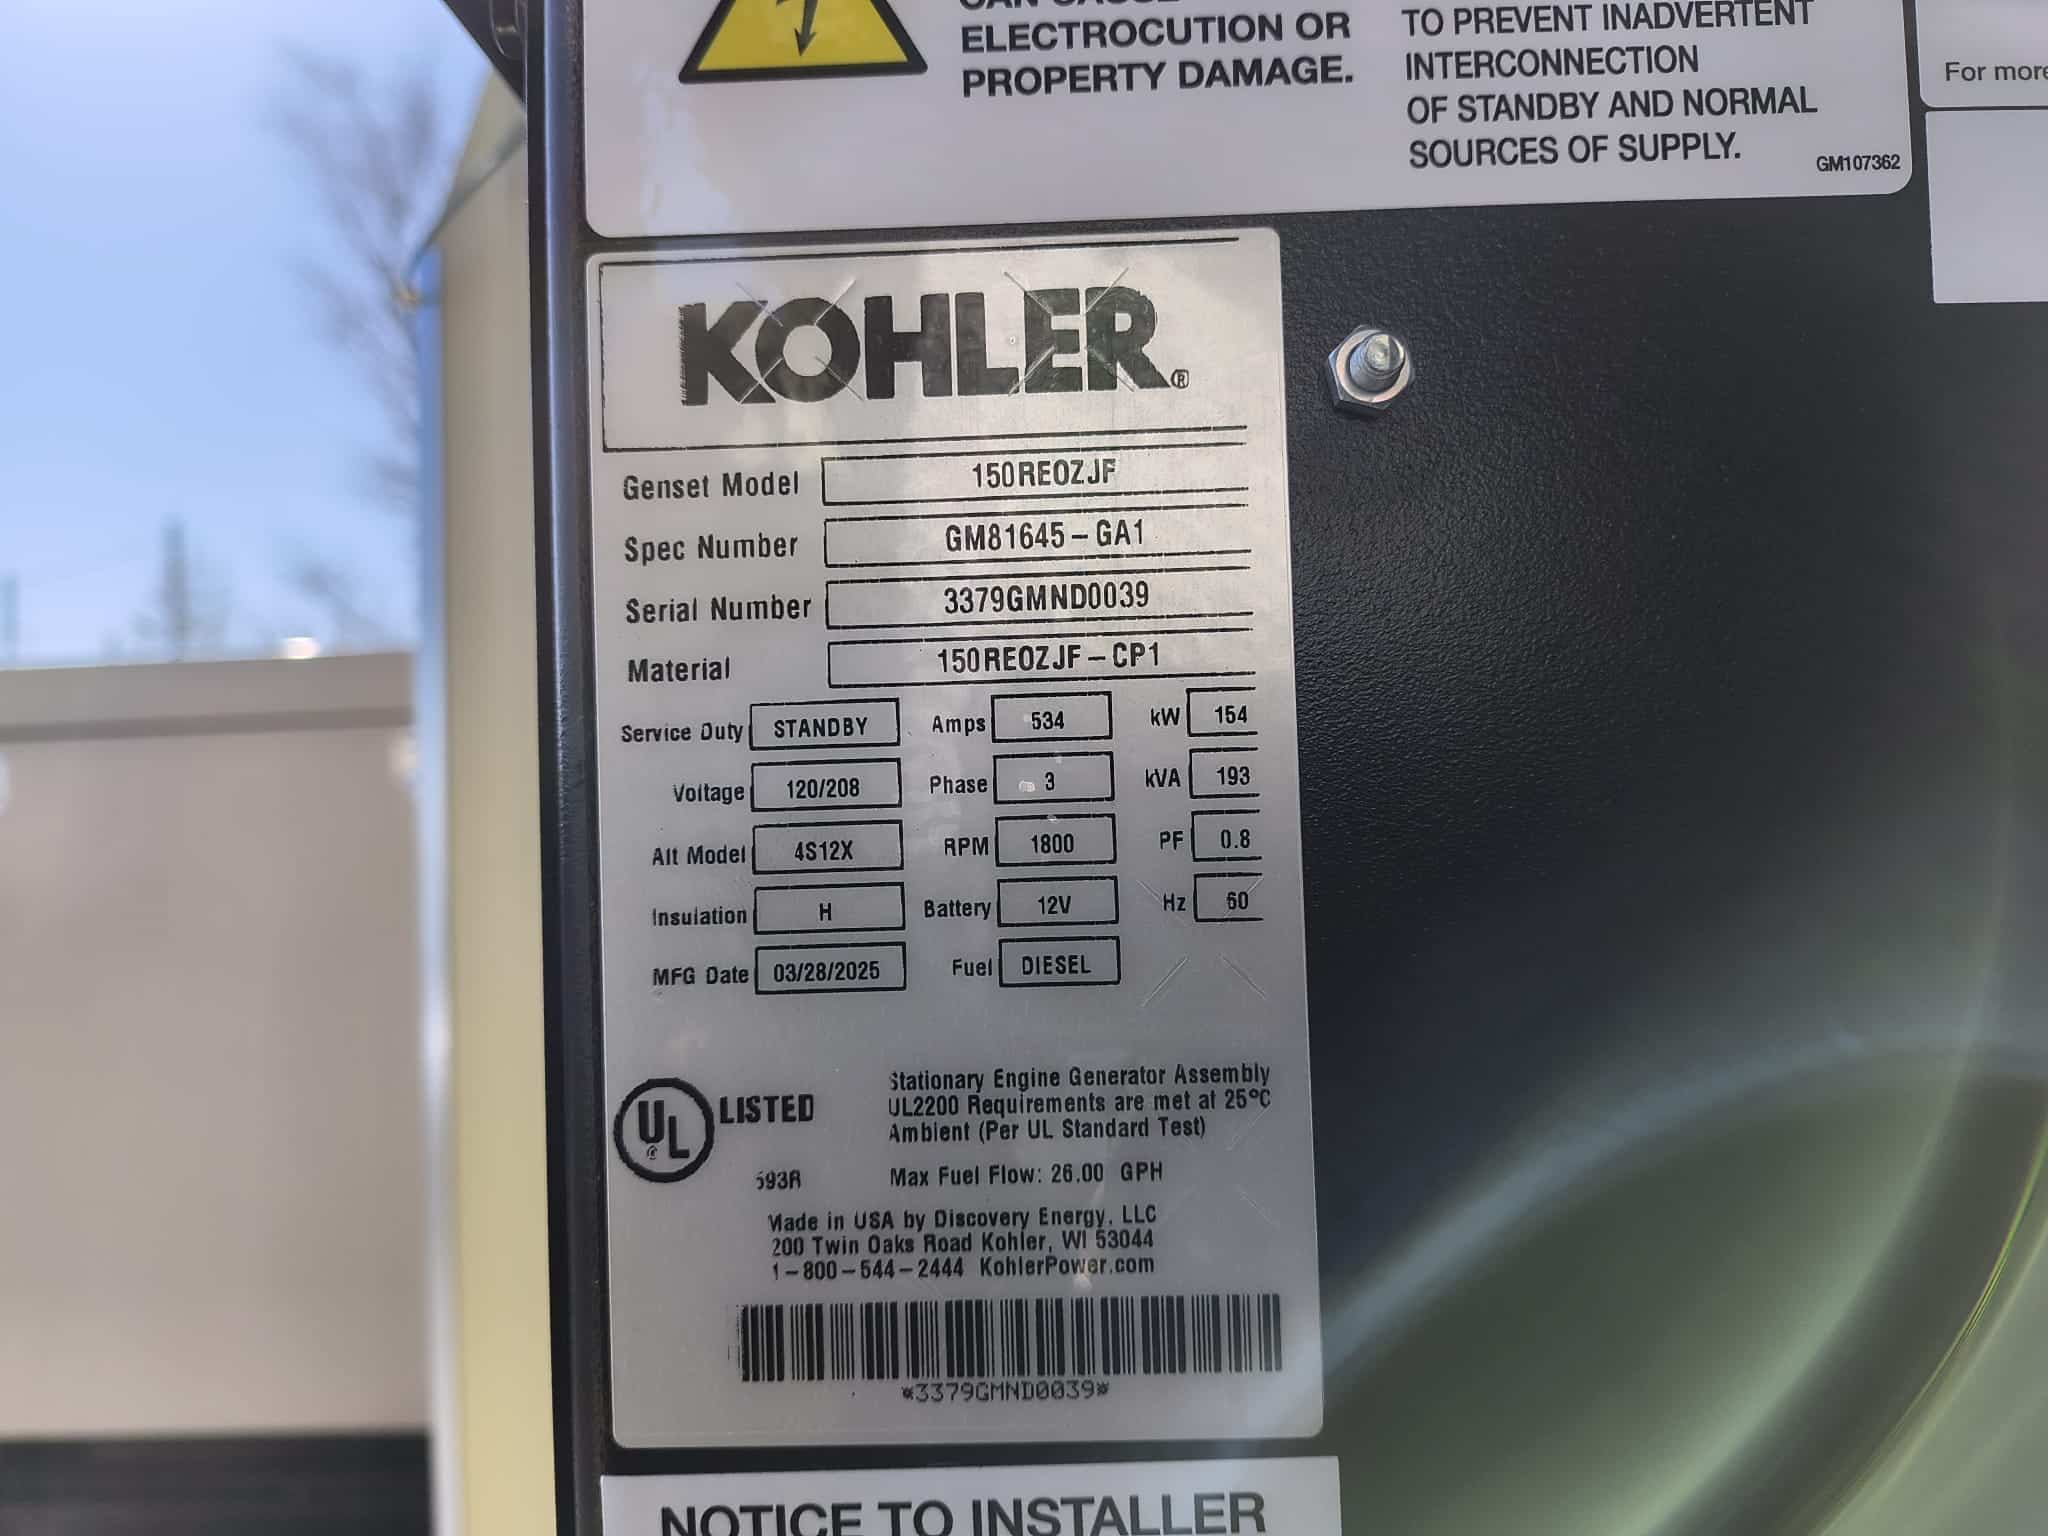 ELECTROCUTION OR
PROPERTY DAMAGE.
TO PREVENT INADVERTENT
INTERCONNECTION
OF STANDBY AND NORMAL
SOURCES OF SUPPLY.
GM107362
For more
KOHLER®
Genset Model 150REOZJF
Spec Number GM81645-GA1
Serial Number 3379GMND0039
Material 150REOZJF-CP1
Service Duty STANDBY Amps 534 kW 154
Voltage 120/208 Phase 3 kVA 193
Alt Model 4S12X RPM 1800 PF 0.8
Insulation H Battery 12V Hz 60
MFG Date 03/28/2025 Fuel DIESEL
UL LISTED
Stationary Engine Generator Assembly
UL2200 Requirements are met at 25°C
Ambient (Per UL Standard Test)
593R Max Fuel Flow: 26.00 GPH
Made in USA by Discovery Energy, LLC
200 Twin Oaks Road Kohler, WI 53044
1-800-544-2444 KohlerPower.com
*3379GMND0039*
NOTICE TO INSTALLER